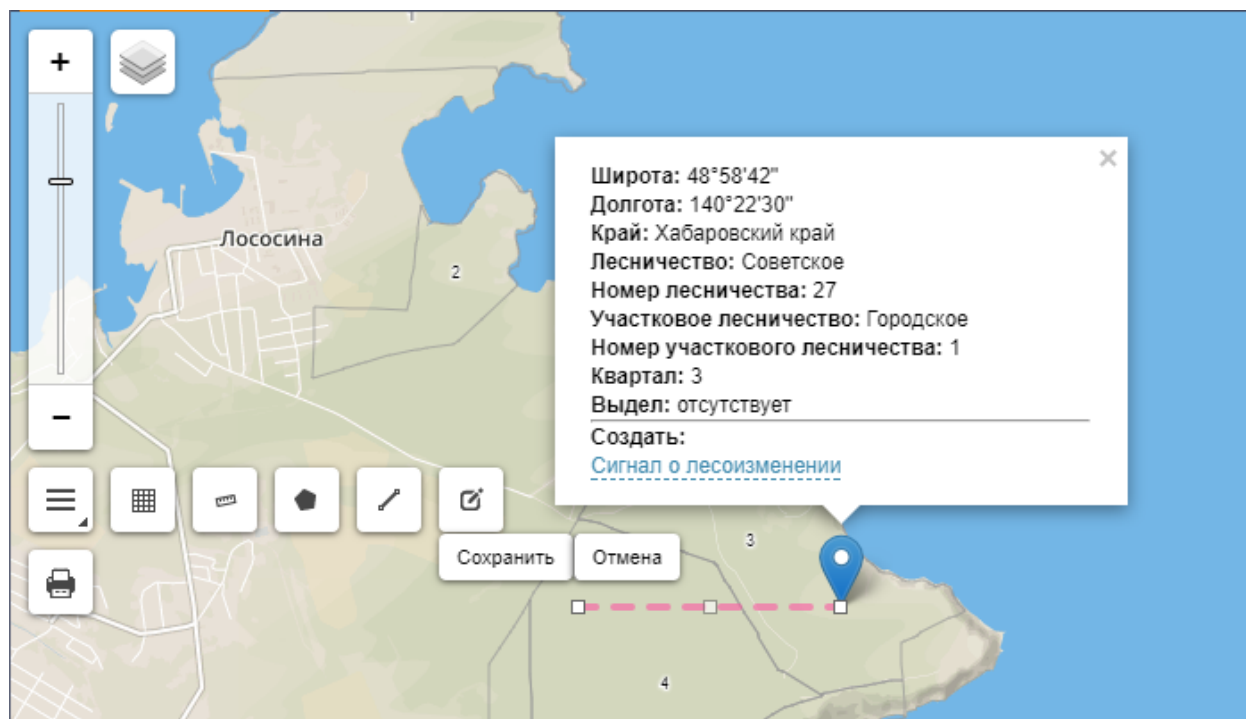 1
+
Широта: 48°58'42"
Долгота: 140°22'30"
Край: Хабаровский край
Лесничество: Советское
Номер лесничества: 27
Участковое лесничество: Городское
Номер участкового лесничества: 1
Квартал: 3
Выдел: отсутствует
Создать:
Сигнал о лесоизменении
×
Лососина
2
−
3
Сохранить
Отмена
4